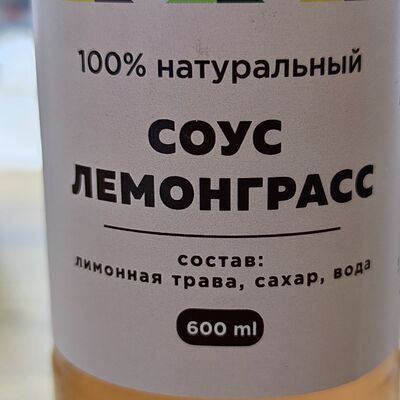 100% натуральный
СОУС
ЛЕМОНГРАСС
состав:
лимонная трава, сахар, вода
600 ml